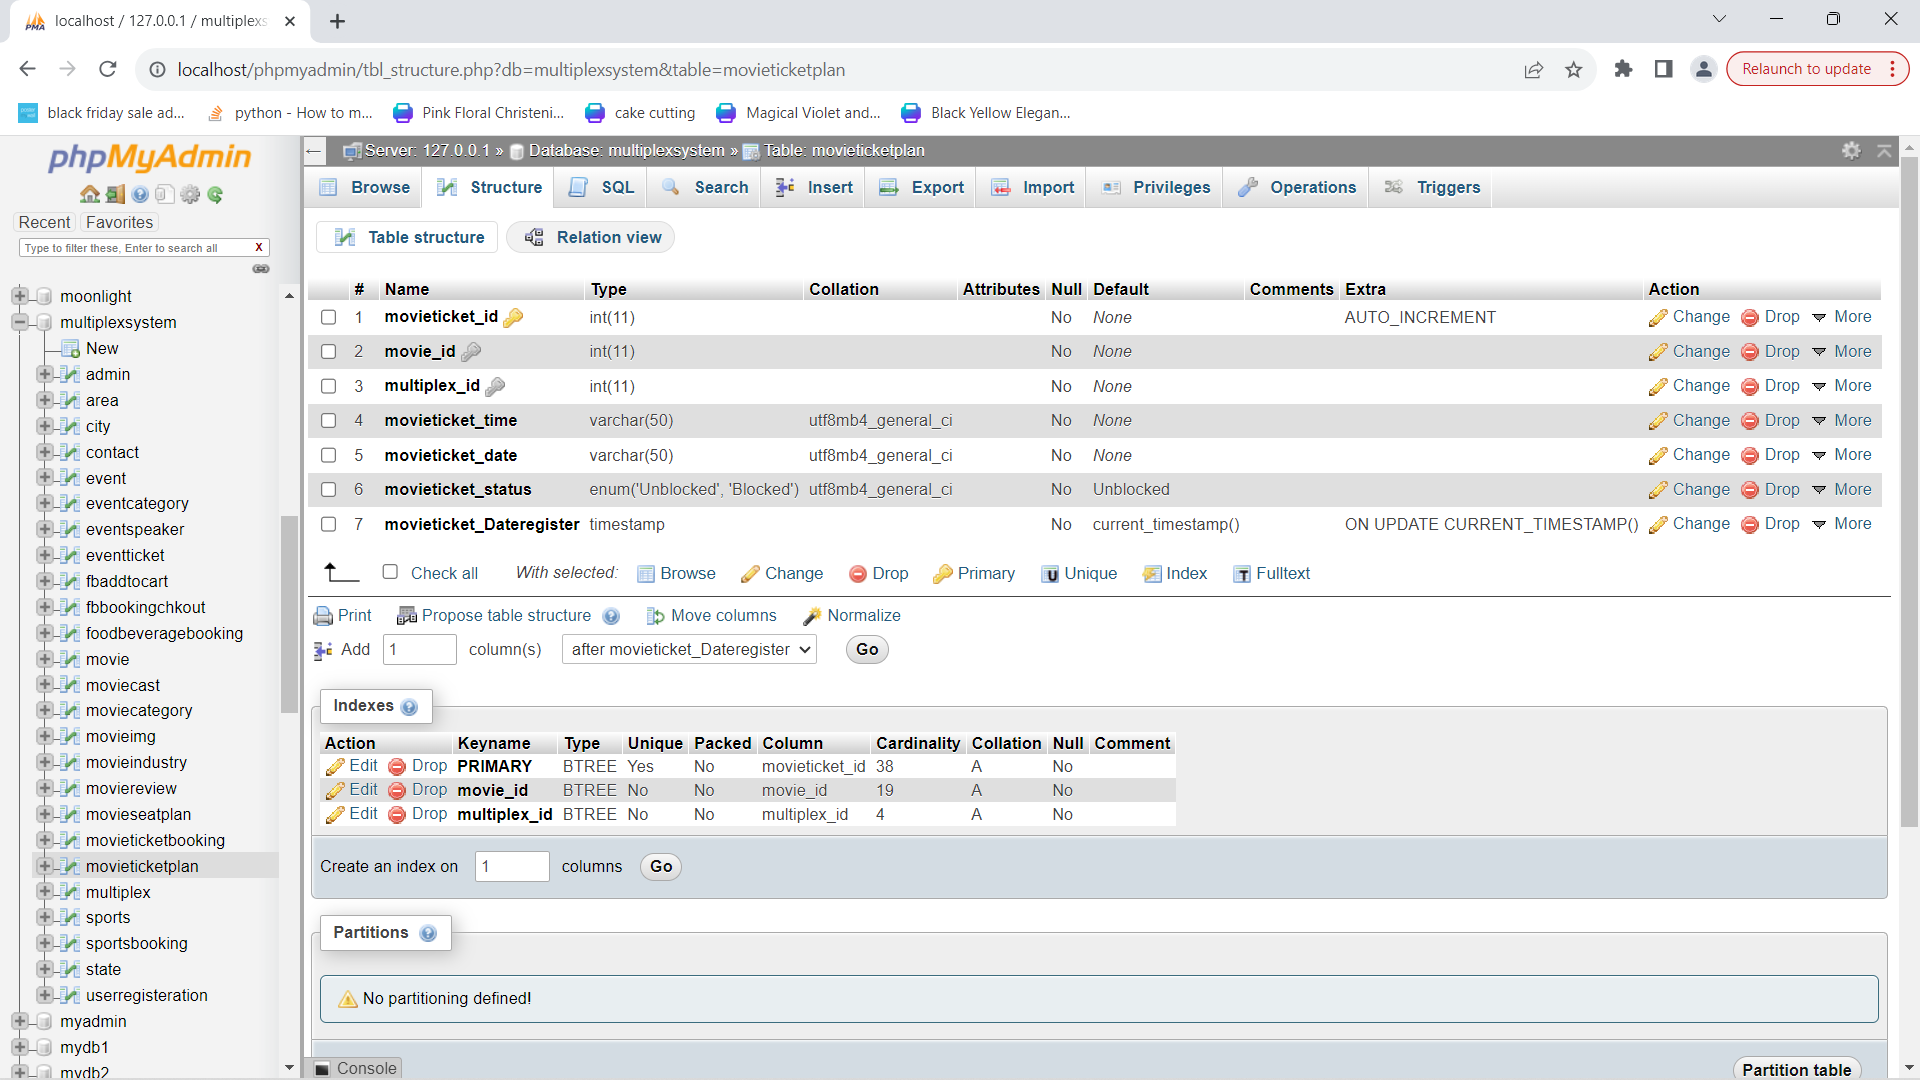 localhost / 127.0.0.1 / multiplexs
localhost/phpmyadmin/tbl_structure.php?db=multiplexsystem&table=movieticketplan
Relaunch to update
black friday sale ad...
python - How to m...
Pink Floral Christeni...
cake cutting
Magical Violet and...
Black Yellow Elegan...
phpMyAdmin
Recent Favorites
Type to filter these, Enter to search all X
moonlight
multiplexsystem
New
admin
area
city
contact
event
eventcategory
eventspeaker
eventticket
fbaddtocart
fbbookingchkout
foodbeveragebooking
movie
moviecast
moviecategory
movieimg
movieindustry
moviereview
movieseatplan
movieticketbooking
movieticketplan
multiplex
sports
sportsbooking
state
userregisteration
myadmin
mydb1
mydb2
Server: 127.0.0.1 » Database: multiplexsystem » Table: movieticketplan
Browse Structure SQL Search Insert Export Import Privileges Operations Triggers
Table structure Relation view
# Name Type Collation Attributes Null Default Comments Extra Action
1 movieticket_id int(11) No None AUTO_INCREMENT Change Drop More
2 movie_id int(11) No None Change Drop More
3 multiplex_id int(11) No None Change Drop More
4 movieticket_time varchar(50) utf8mb4_general_ci No None Change Drop More
5 movieticket_date varchar(50) utf8mb4_general_ci No None Change Drop More
6 movieticket_status enum('Unblocked', 'Blocked') utf8mb4_general_ci No Unblocked Change Drop More
7 movieticket_Dateregister timestamp No current_timestamp() ON UPDATE CURRENT_TIMESTAMP() Change Drop More
Check all With selected: Browse Change Drop Primary Unique Index Fulltext
Print Propose table structure Move columns Normalize
Add 1 column(s) after movieticket_Dateregister Go
Indexes
Action Keyname Type Unique Packed Column Cardinality Collation Null Comment
Edit Drop PRIMARY BTREE Yes No movieticket_id 38 A No
Edit Drop movie_id BTREE No No movie_id 19 A No
Edit Drop multiplex_id BTREE No No multiplex_id 4 A No
Create an index on 1 columns Go
Partitions
No partitioning defined!
Partition table
Console